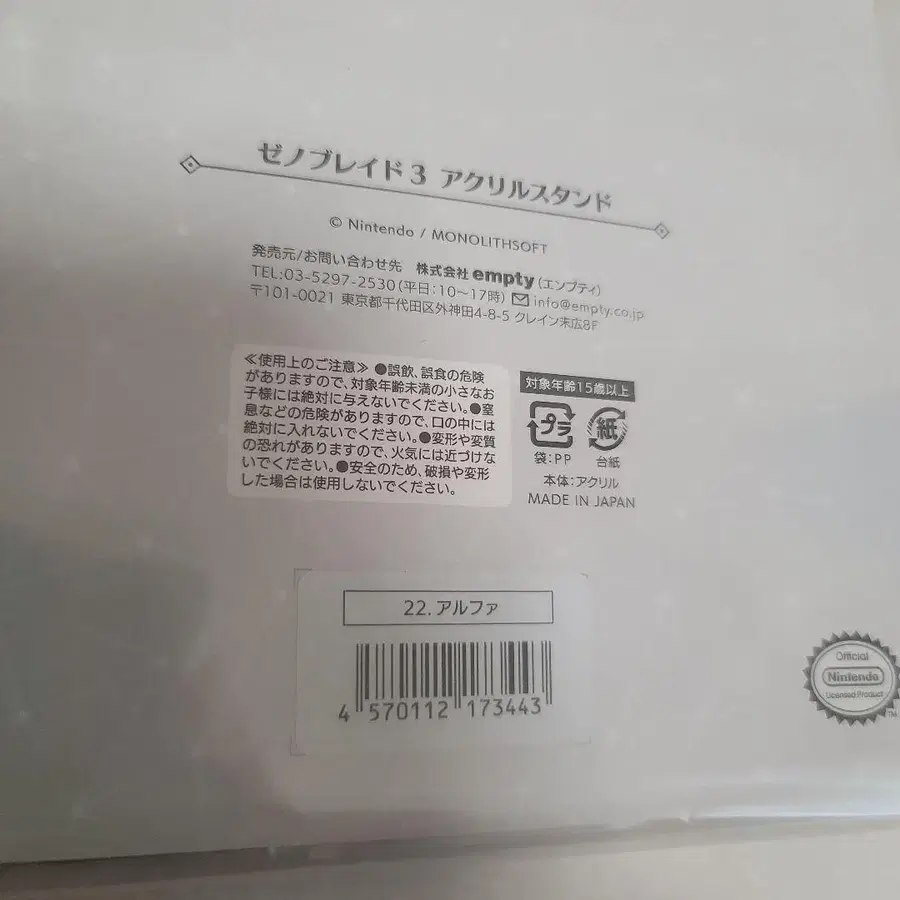 ゼノブレイド3 アクリルスタンド
© Nintendo / MONOLITHSOFT
発売元/お問い合わせ先 株式会社empty(エンプティ)
TEL:03-5297-2530(平日:10〜17時) info@empty.co.jp
〒101-0021 東京都千代田区外神田4-8-5 クレイン末広8F
≪使用上のご注意≫ ●誤飲、誤食の危険
がありますので、対象年齢未満の小さなお
子様には絶対に与えないでください。●窒
息などの危険がありますので、口の中には
絶対に入れないでください。●変形や変質
の恐れがありますので、火気には近づけな
いでください。●安全のため、破損や変形
した場合は使用しないでください。
対象年齢15歳以上
プラ 紙
袋:PP 台紙
本体:アクリル
MADE IN JAPAN
22.アルファ
4 570112 173443
Official
Nintendo
Licensed Product
TM